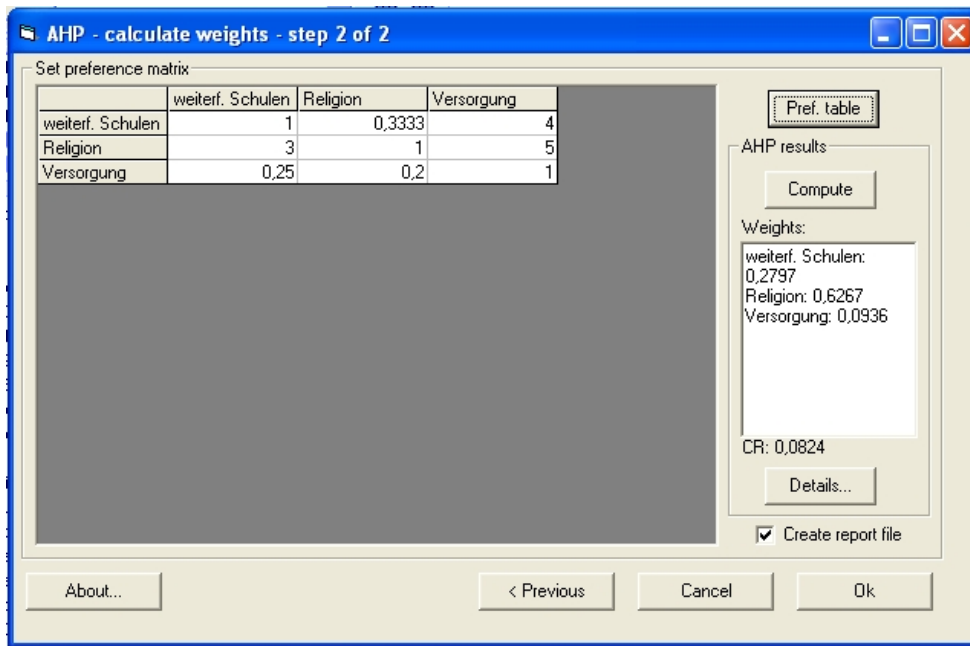 AHP - calculate weights - step 2 of 2
Set preference matrix
weiterf. Schulen Religion Versorgung
weiterf. Schulen 1 0,3333 4
Religion 3 1 5
Versorgung 0,25 0,2 1
Pref. table
AHP results
Compute
Weights:
weiterf. Schulen:
0,2797
Religion: 0,6267
Versorgung: 0,0936
CR: 0,0824
Details...
Create report file
About...
< Previous
Cancel
Ok